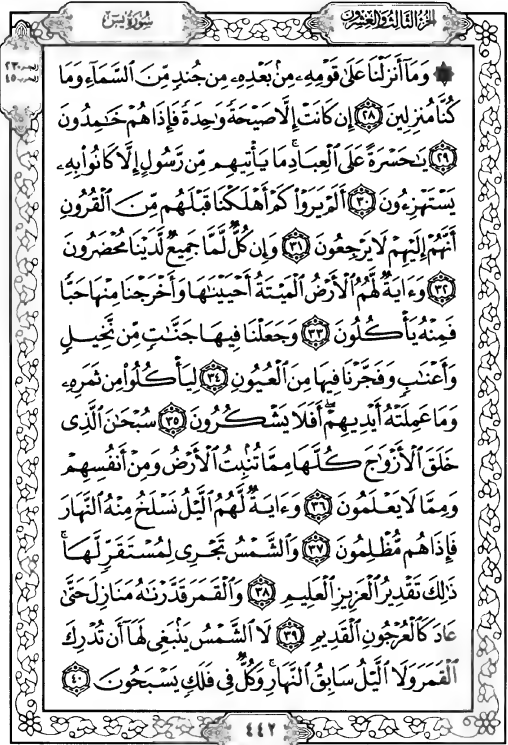 سُورَةُ يسٓ
الجزء الثالث والعشرون
الجزء ٢٣
الحزب ٤٥
۞ وَمَآ أَنزَلْنَا عَلَىٰ قَوْمِهِۦ مِنۢ بَعْدِهِۦ مِن جُندٍ مِّنَ ٱلسَّمَآءِ وَمَا
كُنَّا مُنزِلِينَ ٢٨ إِن كَانَتْ إِلَّا صَيْحَةً وَٰحِدَةً فَإِذَا هُمْ خَـٰمِدُونَ
٢٩ يَـٰحَسْرَةً عَلَى ٱلْعِبَادِ ۚ مَا يَأْتِيهِم مِّن رَّسُولٍ إِلَّا كَانُوا۟ بِهِۦ
يَسْتَهْزِءُونَ ٣٠ أَلَمْ يَرَوْا۟ كَمْ أَهْلَكْنَا قَبْلَهُم مِّنَ ٱلْقُرُونِ
أَنَّهُمْ إِلَيْهِمْ لَا يَرْجِعُونَ ٣١ وَإِن كُلٌّ لَّمَّا جَمِيعٌ لَّدَيْنَا مُحْضَرُونَ
٣٢ وَءَايَةٌ لَّهُمُ ٱلْأَرْضُ ٱلْمَيْتَةُ أَحْيَيْنَـٰهَا وَأَخْرَجْنَا مِنْهَا حَبًّا
فَمِنْهُ يَأْكُلُونَ ٣٣ وَجَعَلْنَا فِيهَا جَنَّـٰتٍ مِّن نَّخِيلٍ
وَأَعْنَـٰبٍ وَفَجَّرْنَا فِيهَا مِنَ ٱلْعُيُونِ ٣٤ لِيَأْكُلُوا۟ مِن ثَمَرِهِۦ
وَمَا عَمِلَتْهُ أَيْدِيهِمْ ۖ أَفَلَا يَشْكُرُونَ ٣٥ سُبْحَـٰنَ ٱلَّذِى
خَلَقَ ٱلْأَزْوَٰجَ كُلَّهَا مِمَّا تُنۢبِتُ ٱلْأَرْضُ وَمِنْ أَنفُسِهِمْ
وَمِمَّا لَا يَعْلَمُونَ ٣٦ وَءَايَةٌ لَّهُمُ ٱلَّيْلُ نَسْلَخُ مِنْهُ ٱلنَّهَارَ
فَإِذَا هُم مُّظْلِمُونَ ٣٧ وَٱلشَّمْسُ تَجْرِى لِمُسْتَقَرٍّ لَّهَا ۚ
ذَٰلِكَ تَقْدِيرُ ٱلْعَزِيزِ ٱلْعَلِيمِ ٣٨ وَٱلْقَمَرَ قَدَّرْنَـٰهُ مَنَازِلَ حَتَّىٰ
عَادَ كَٱلْعُرْجُونِ ٱلْقَدِيمِ ٣٩ لَا ٱلشَّمْسُ يَنۢبَغِى لَهَآ أَن تُدْرِكَ
ٱلْقَمَرَ وَلَا ٱلَّيْلُ سَابِقُ ٱلنَّهَارِ ۚ وَكُلٌّ فِى فَلَكٍ يَسْبَحُونَ ٤٠
٤٤٢